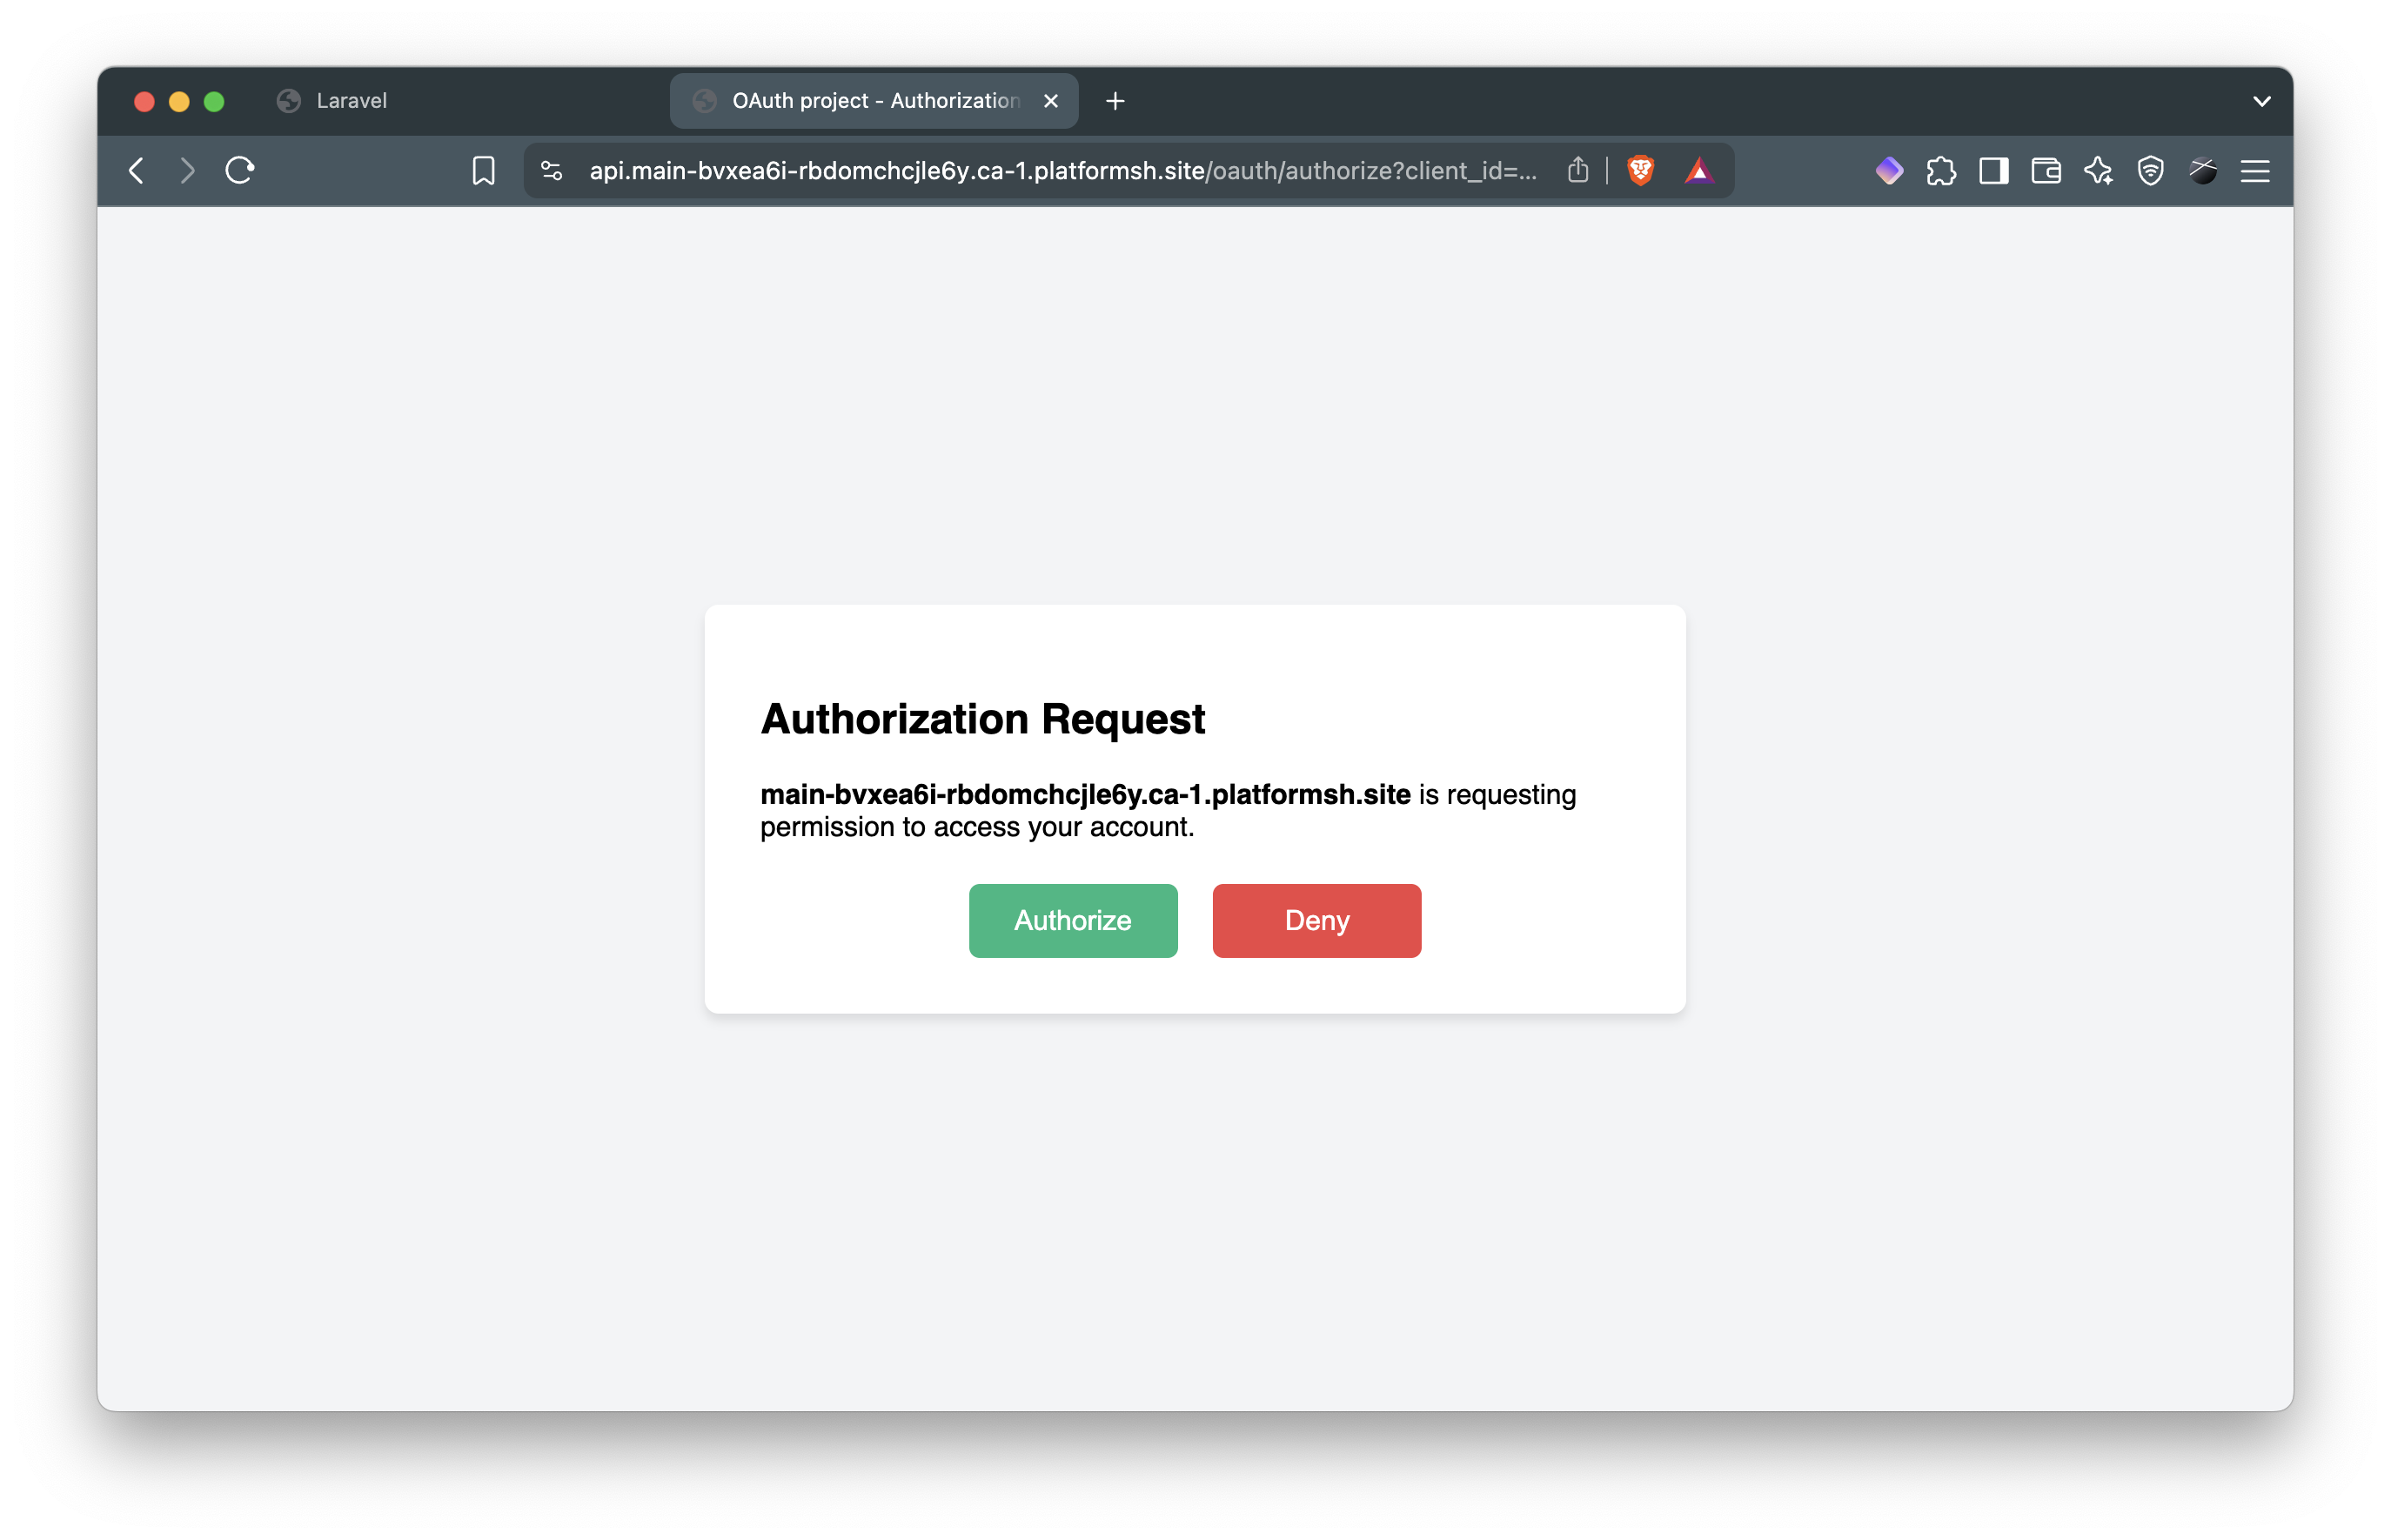 Laravel
OAuth project - Authorization
api.main-bvxea6i-rbdomchcjle6y.ca-1.platformsh.site/oauth/authorize?client_id=...
Authorization Request
main-bvxea6i-rbdomchcjle6y.ca-1.platformsh.site is requesting
permission to access your account.
Authorize
Deny